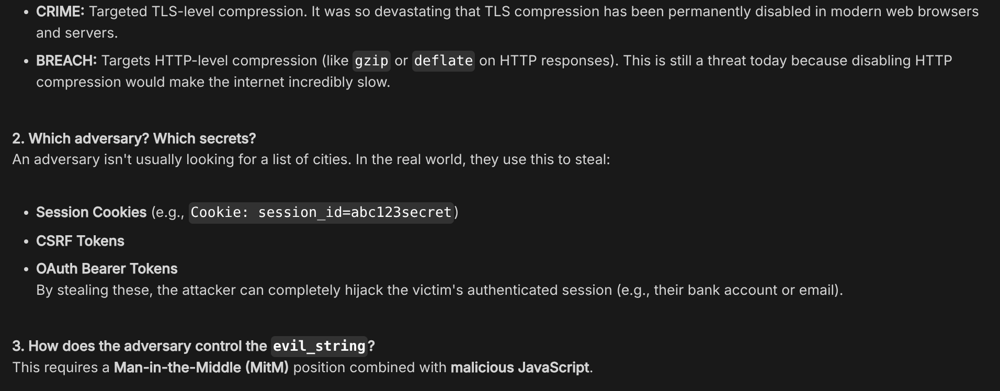 • CRIME: Targeted TLS-level compression. It was so devastating that TLS compression has been permanently disabled in modern web browsers
and servers.
• BREACH: Targets HTTP-level compression (like gzip or deflate on HTTP responses). This is still a threat today because disabling HTTP
compression would make the internet incredibly slow.
2. Which adversary? Which secrets?
An adversary isn't usually looking for a list of cities. In the real world, they use this to steal:
• Session Cookies (e.g., Cookie: session_id=abc123secret)
• CSRF Tokens
• OAuth Bearer Tokens
By stealing these, the attacker can completely hijack the victim's authenticated session (e.g., their bank account or email).
3. How does the adversary control the evil_string?
This requires a Man-in-the-Middle (MitM) position combined with malicious JavaScript.